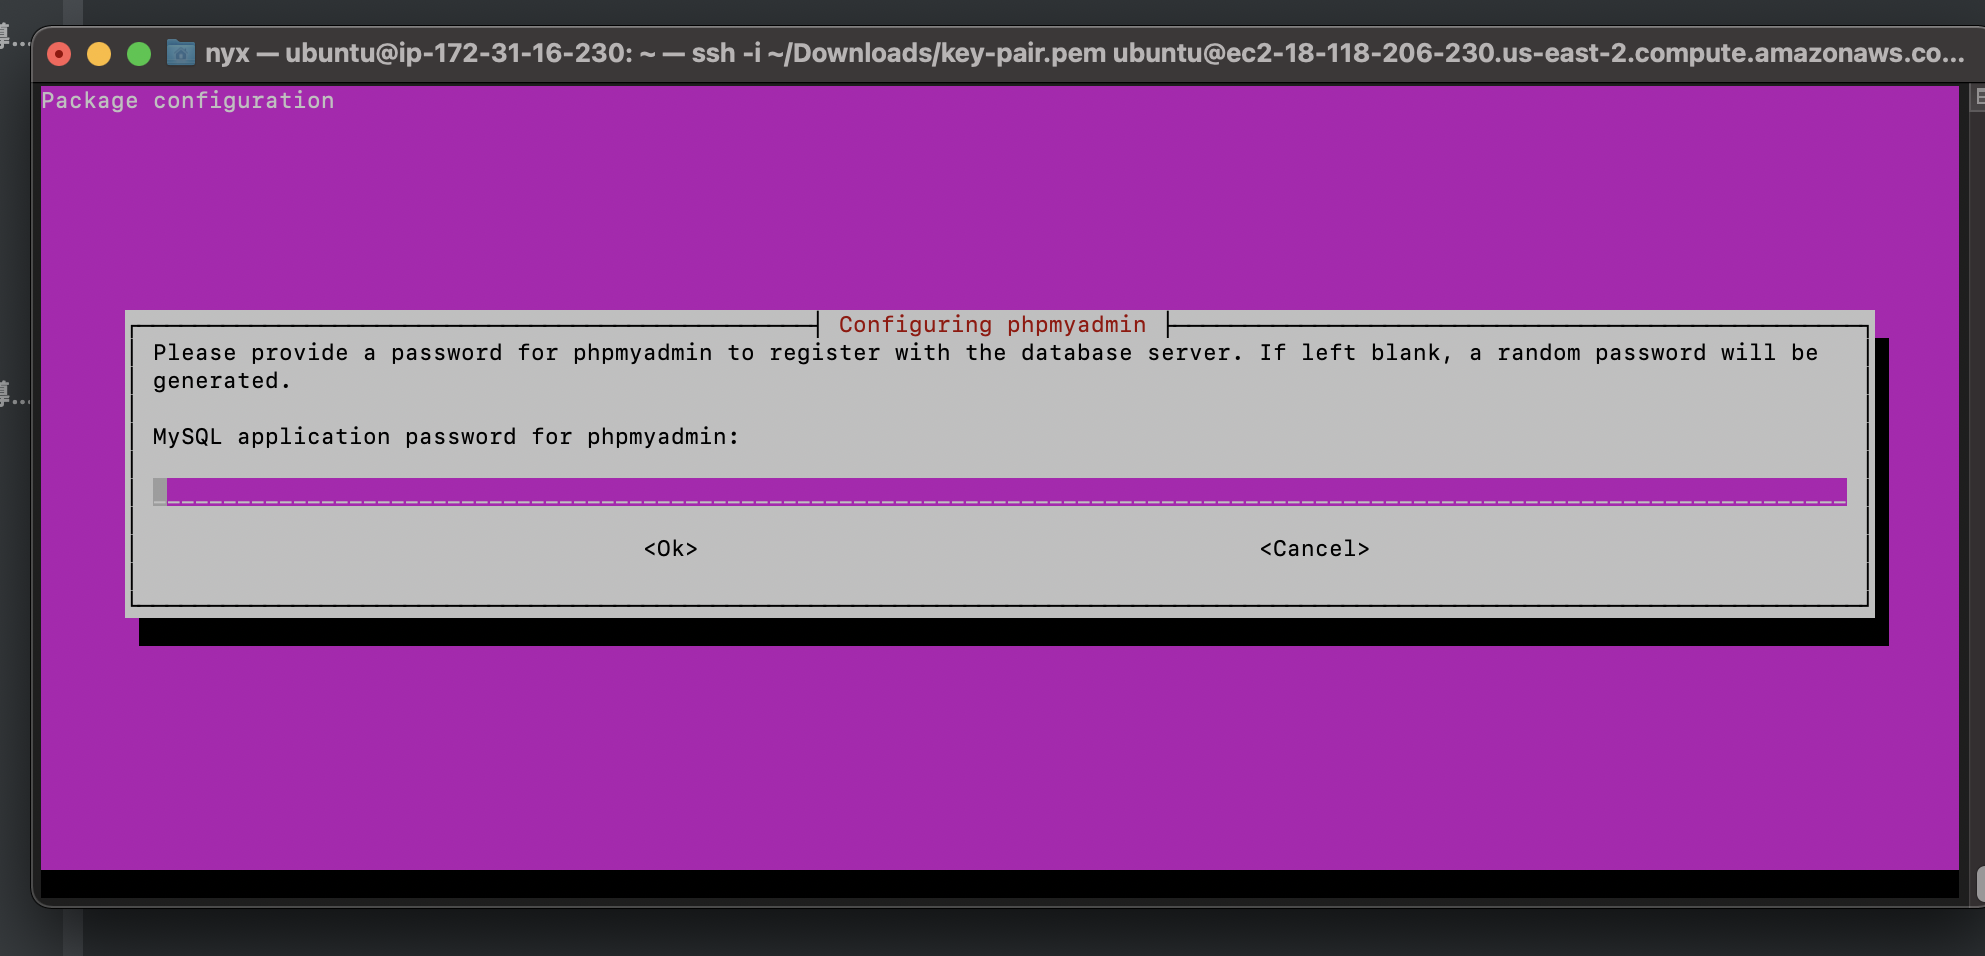 nyx — ubuntu@ip-172-31-16-230: ~ — ssh -i ~/Downloads/key-pair.pem ubuntu@ec2-18-118-206-230.us-east-2.compute.amazonaws.co...
Package configuration
Configuring phpmyadmin
Please provide a password for phpmyadmin to register with the database server. If left blank, a random password will be
generated.
MySQL application password for phpmyadmin:
<Ok> <Cancel>